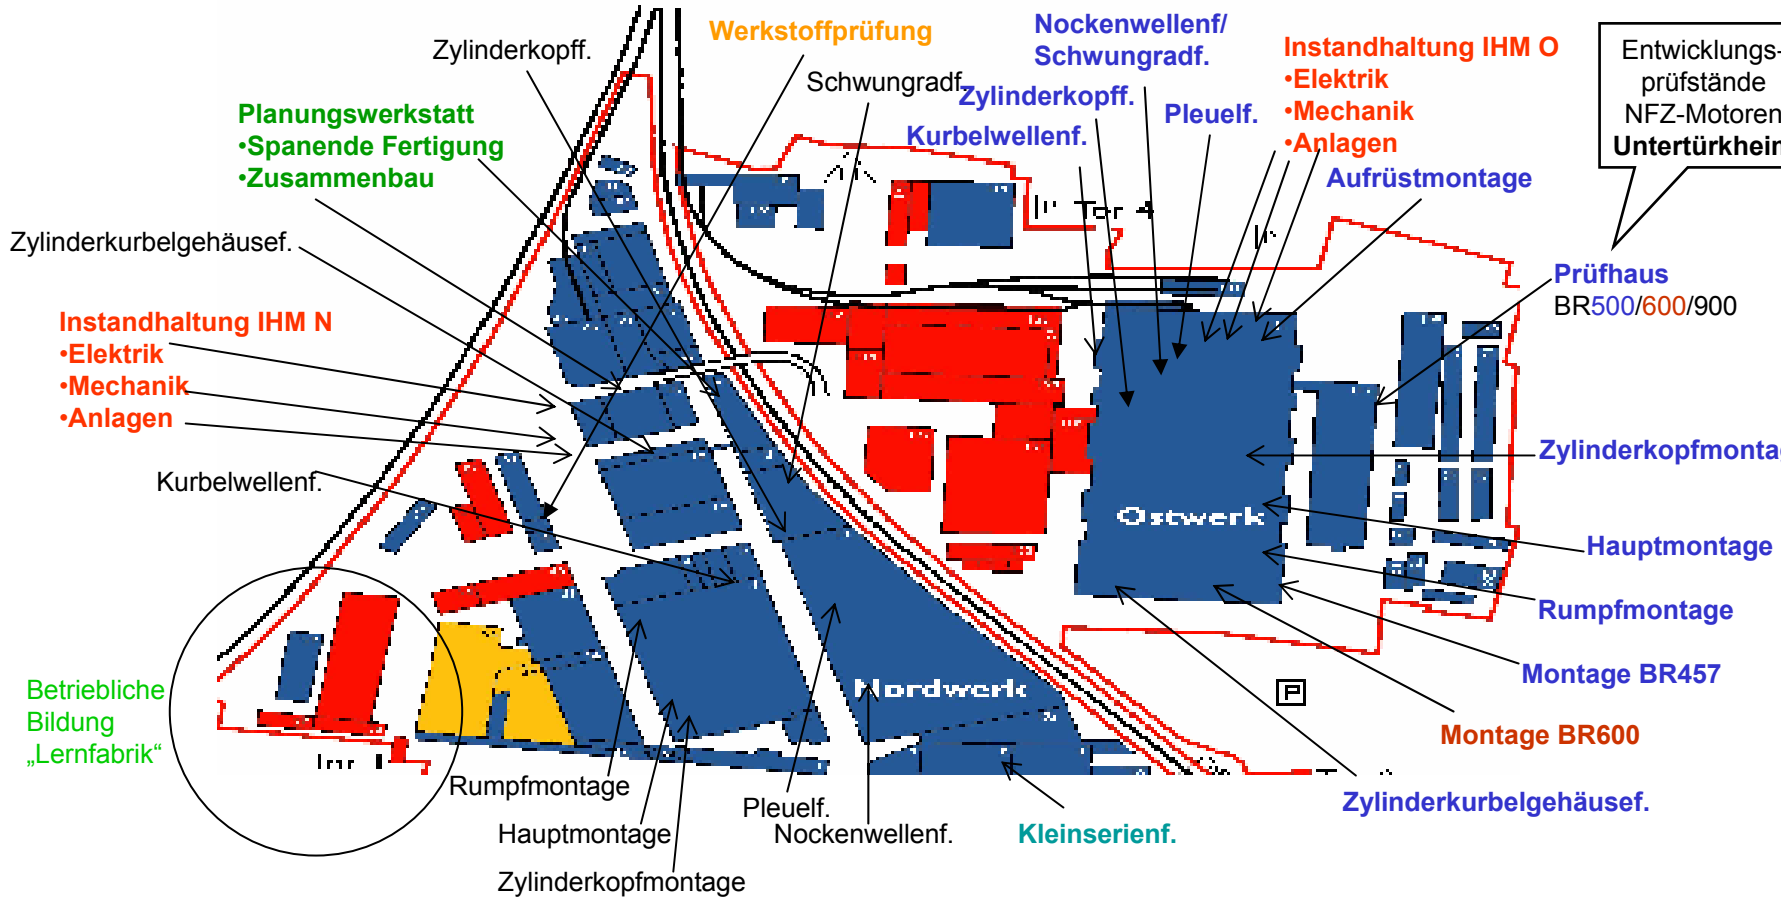 Werkstoffprüfung
Zylinderkopff.
Nockenwellenf/
Schwungradf.
Instandhaltung IHM O
•Elektrik
•Mechanik
•Anlagen
Entwicklungs-
prüfstände
NFZ-Motoren
Untertürkheim
Schwungradf.
Zylinderkopff.
Pleuelf.
Kurbelwellenf.
Planungswerkstatt
•Spanende Fertigung
•Zusammenbau
Aufrüstmontage
Tor 4
Zylinderkurbelgehäusef.
Prüfhaus
BR500/600/900
Instandhaltung IHM N
•Elektrik
•Mechanik
•Anlagen
Zylinderkopfmontage
Kurbelwellenf.
Ostwerk
Hauptmontage
Rumpfmontage
Montage BR457
Nordwerk
P
Betriebliche
Bildung
„Lernfabrik“
Montage BR600
Rumpfmontage
Pleuelf.
Zylinderkurbelgehäusef.
Hauptmontage
Nockenwellenf.
Kleinserienf.
Zylinderkopfmontage